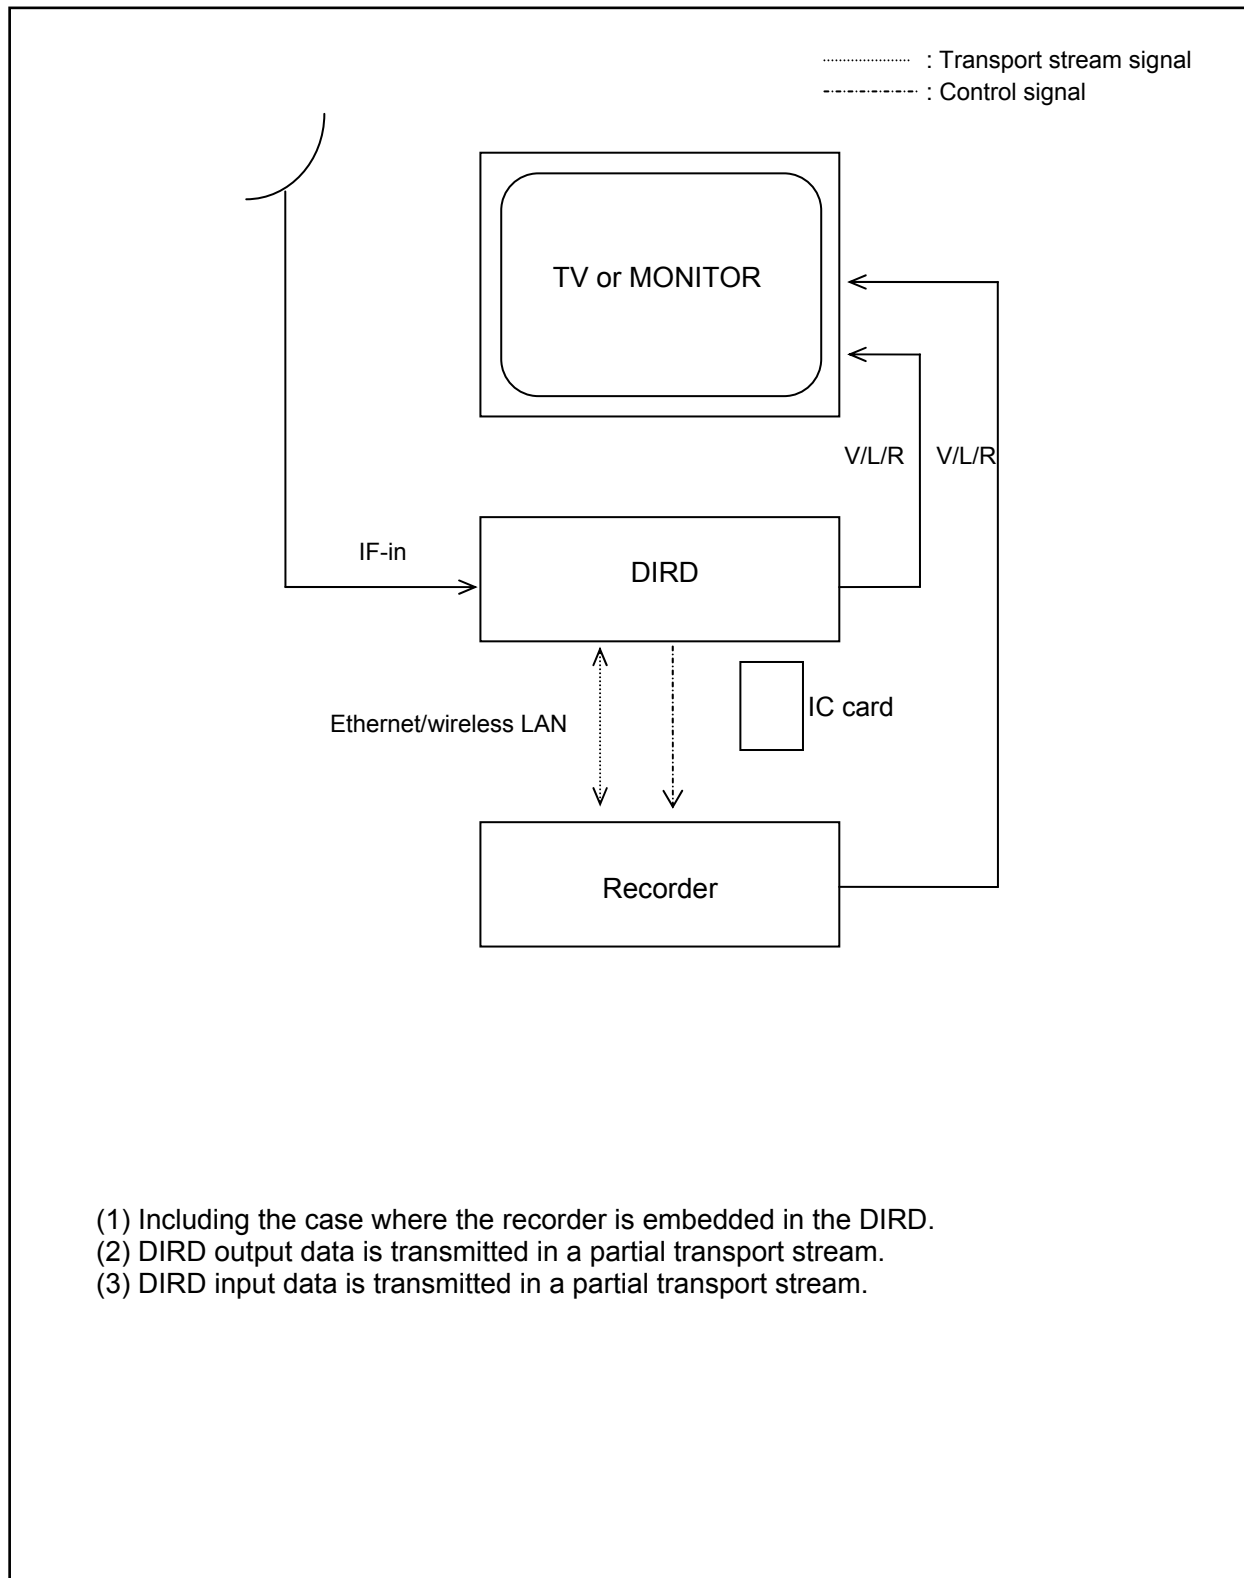 : Transport stream signal
: Control signal
TV or MONITOR
V/L/R
V/L/R
IF-in
DIRD
IC card
Ethernet/wireless LAN
Recorder
(1) Including the case where the recorder is embedded in the DIRD.
(2) DIRD output data is transmitted in a partial transport stream.
(3) DIRD input data is transmitted in a partial transport stream.